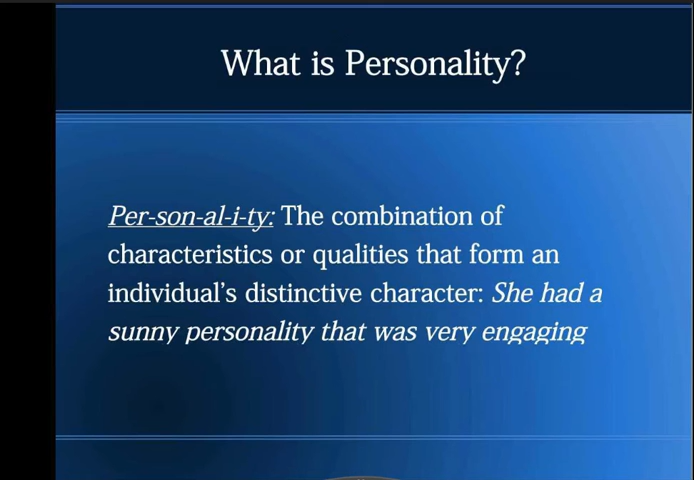 What is Personality?
Per-son-al-i-ty: The combination of
characteristics or qualities that form an
individual's distinctive character: She had a
sunny personality that was very engaging